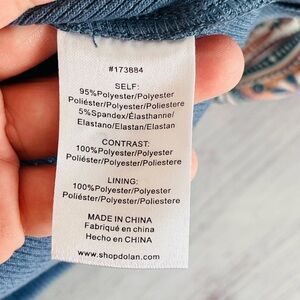 #173884
SELF:
95%Polyester/Polyester
Poliéster/Polyester/Poliestere
5%Spandex/Élasthanne/
Elastano/Elastan/Elastan
CONTRAST:
100%Polyester/Polyester
Poliéster/Polyester/Poliestere
LINING:
100%Polyester/Polyester
Poliéster/Polyester/Poliestere
MADE IN CHINA
Fabriqué en china
Hecho en CHINA
www.shopdolan.com